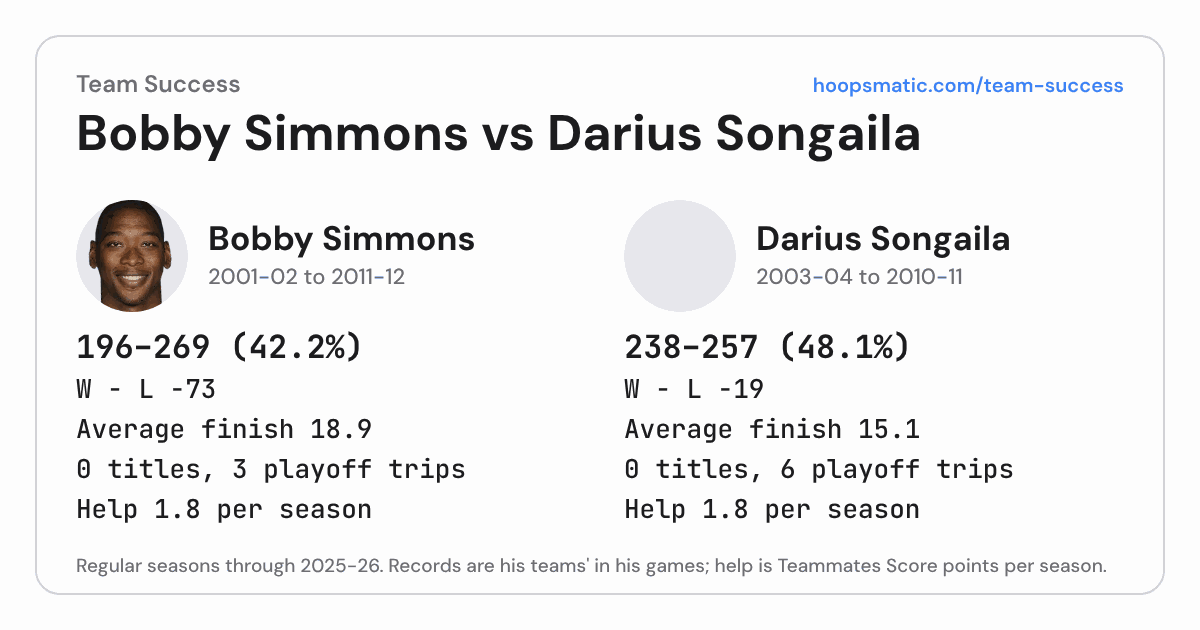 Team Success
hoopsmatic.com/team-success
Bobby Simmons vs Darius Songaila
Bobby Simmons
2001-02 to 2011-12
196-269 (42.2%)
W - L -73
Average finish 18.9
0 titles, 3 playoff trips
Help 1.8 per season
Darius Songaila
2003-04 to 2010-11
238-257 (48.1%)
W - L -19
Average finish 15.1
0 titles, 6 playoff trips
Help 1.8 per season
Regular seasons through 2025-26. Records are his teams' in his games; help is Teammates Score points per season.